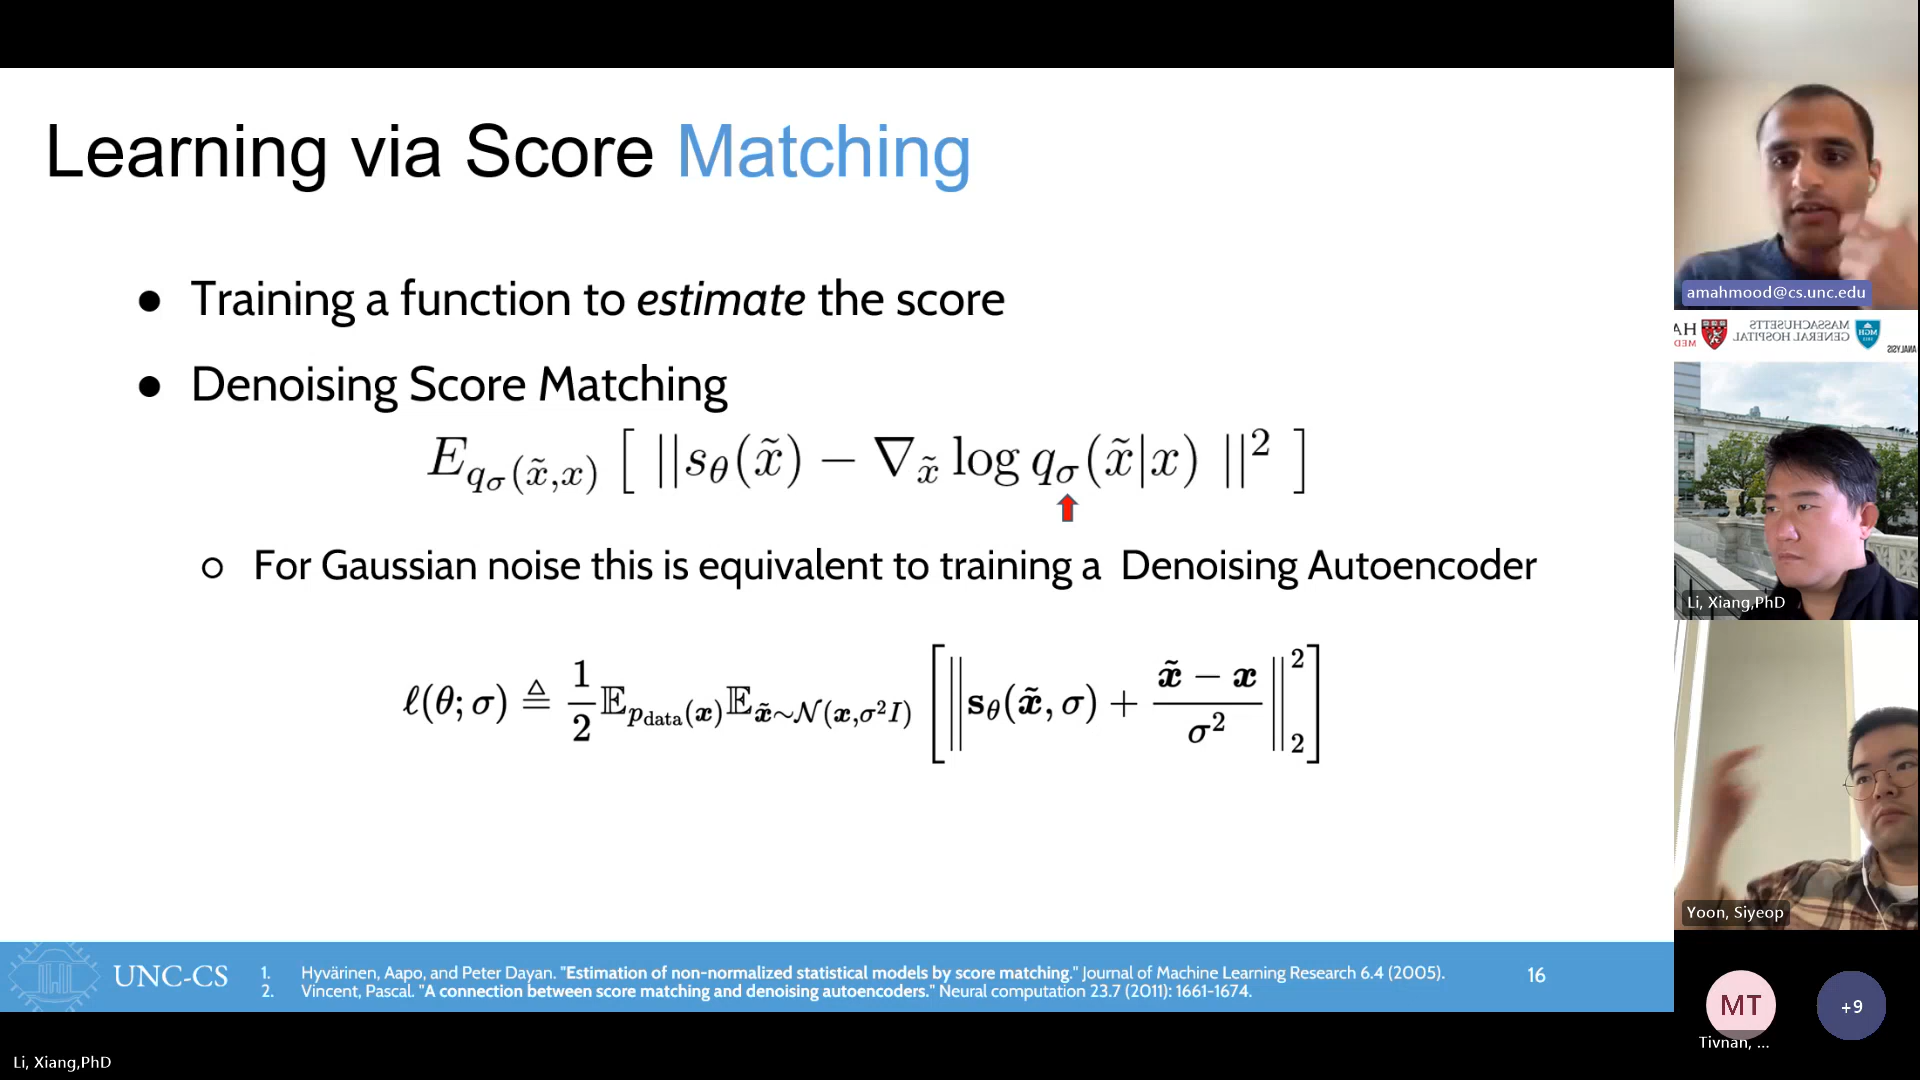 Learning via Score Matching
● Training a function to estimate the score
● Denoising Score Matching
E_{q_σ(x̃,x)} [ ||s_θ(x̃) − ∇_{x̃} log q_σ(x̃|x) ||² ]
○ For Gaussian noise this is equivalent to training a Denoising Autoencoder
ℓ(θ;σ) ≜ 1/2 𝔼_{p_data(x)} 𝔼_{x̃∼𝒩(x,σ²I)} [ || s_θ(x̃, σ) + (x̃ − x)/σ² ||₂² ]
UNC-CS
1. Hyvärinen, Aapo, and Peter Dayan. "Estimation of non-normalized statistical models by score matching." Journal of Machine Learning Research 6.4 (2005).
2. Vincent, Pascal. "A connection between score matching and denoising autoencoders." Neural computation 23.7 (2011): 1661-1674.
16
Li, Xiang,PhD
amahmood@cs.unc.edu
MASSACHUSETTS
GENERAL HOSPITAL
MGH
HA
MED
ANALYSIS
Li, Xiang,PhD
Yoon, Siyeop
MT
Tivnan, ...
+9